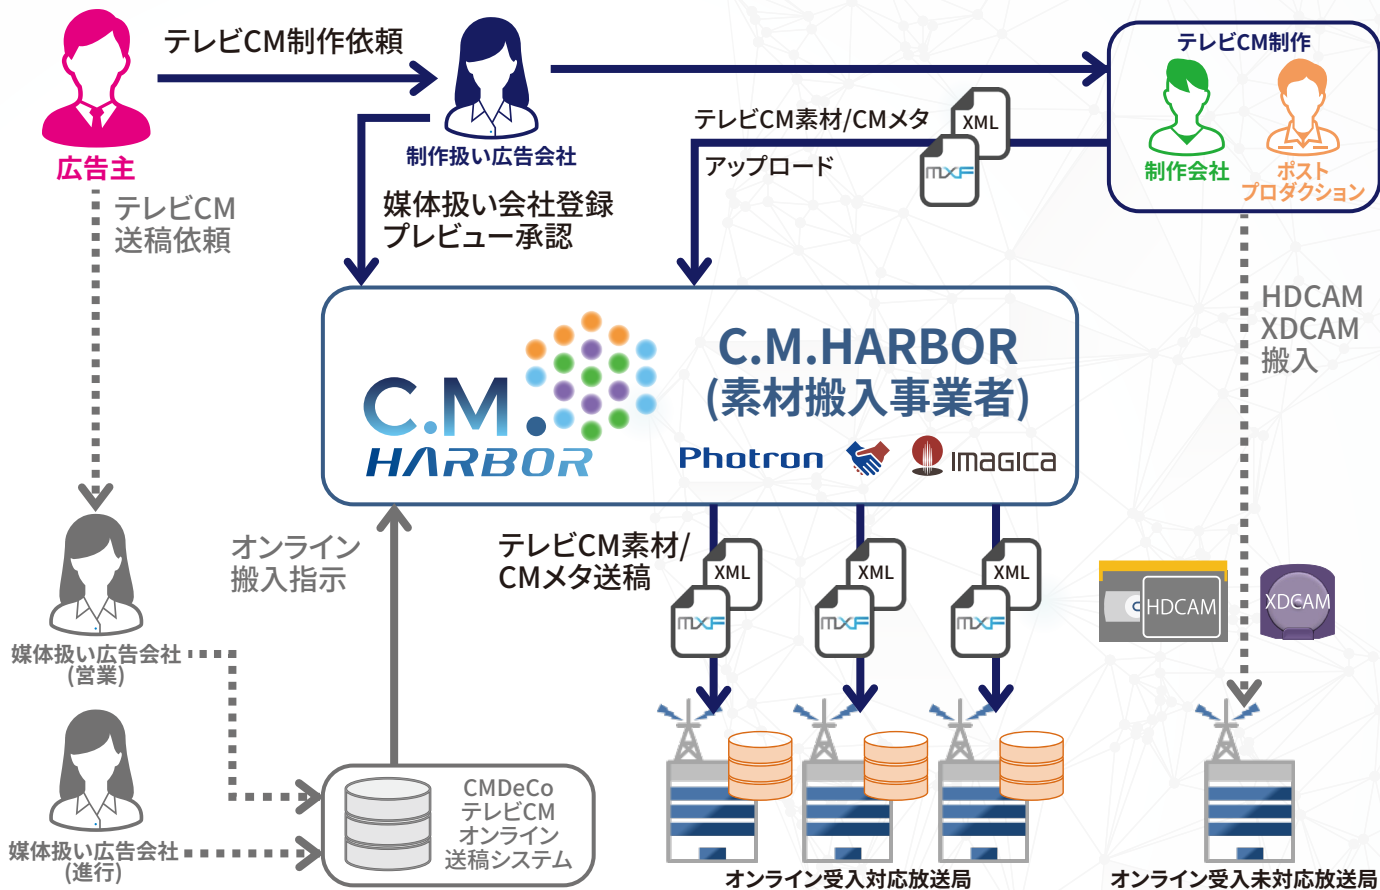 テレビCM制作依頼
広告主
制作扱い広告会社
テレビCM制作
制作会社
ポスト
プロダクション
テレビCM素材/CMメタ
アップロード
XML
MXF
テレビCM
送稿依頼
媒体扱い会社登録
プレビュー承認
HDCAM
XDCAM
搬入
C.M.
HARBOR
C.M.HARBOR
(素材搬入事業者)
Photron
IMAGICA
オンライン
搬入指示
テレビCM素材/
CMメタ送稿
XML
MXF
XML
MXF
XML
MXF
HDCAM
XDCAM
媒体扱い広告会社
(営業)
媒体扱い広告会社
(進行)
CMDeCo
テレビCM
オンライン
送稿システム
オンライン受入対応放送局
オンライン受入未対応放送局